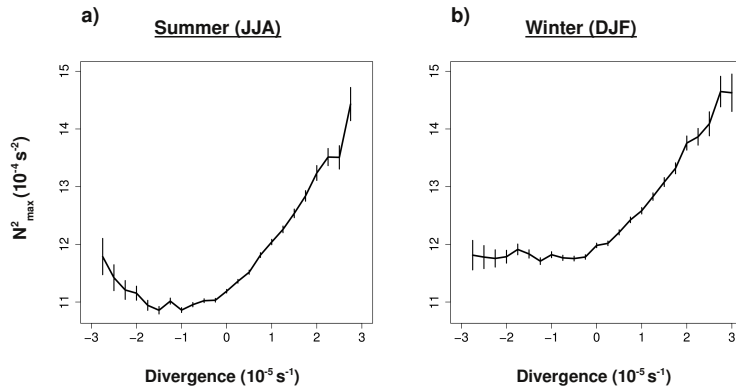 a)
Summer (JJA)
b)
Winter (DJF)
N²max (10⁻⁴ s⁻²)
15
14
13
12
11
−3 −2 −1 0 1 2 3
Divergence (10⁻⁵ s⁻¹)
15
14
13
12
11
−3 −2 −1 0 1 2 3
Divergence (10⁻⁵ s⁻¹)